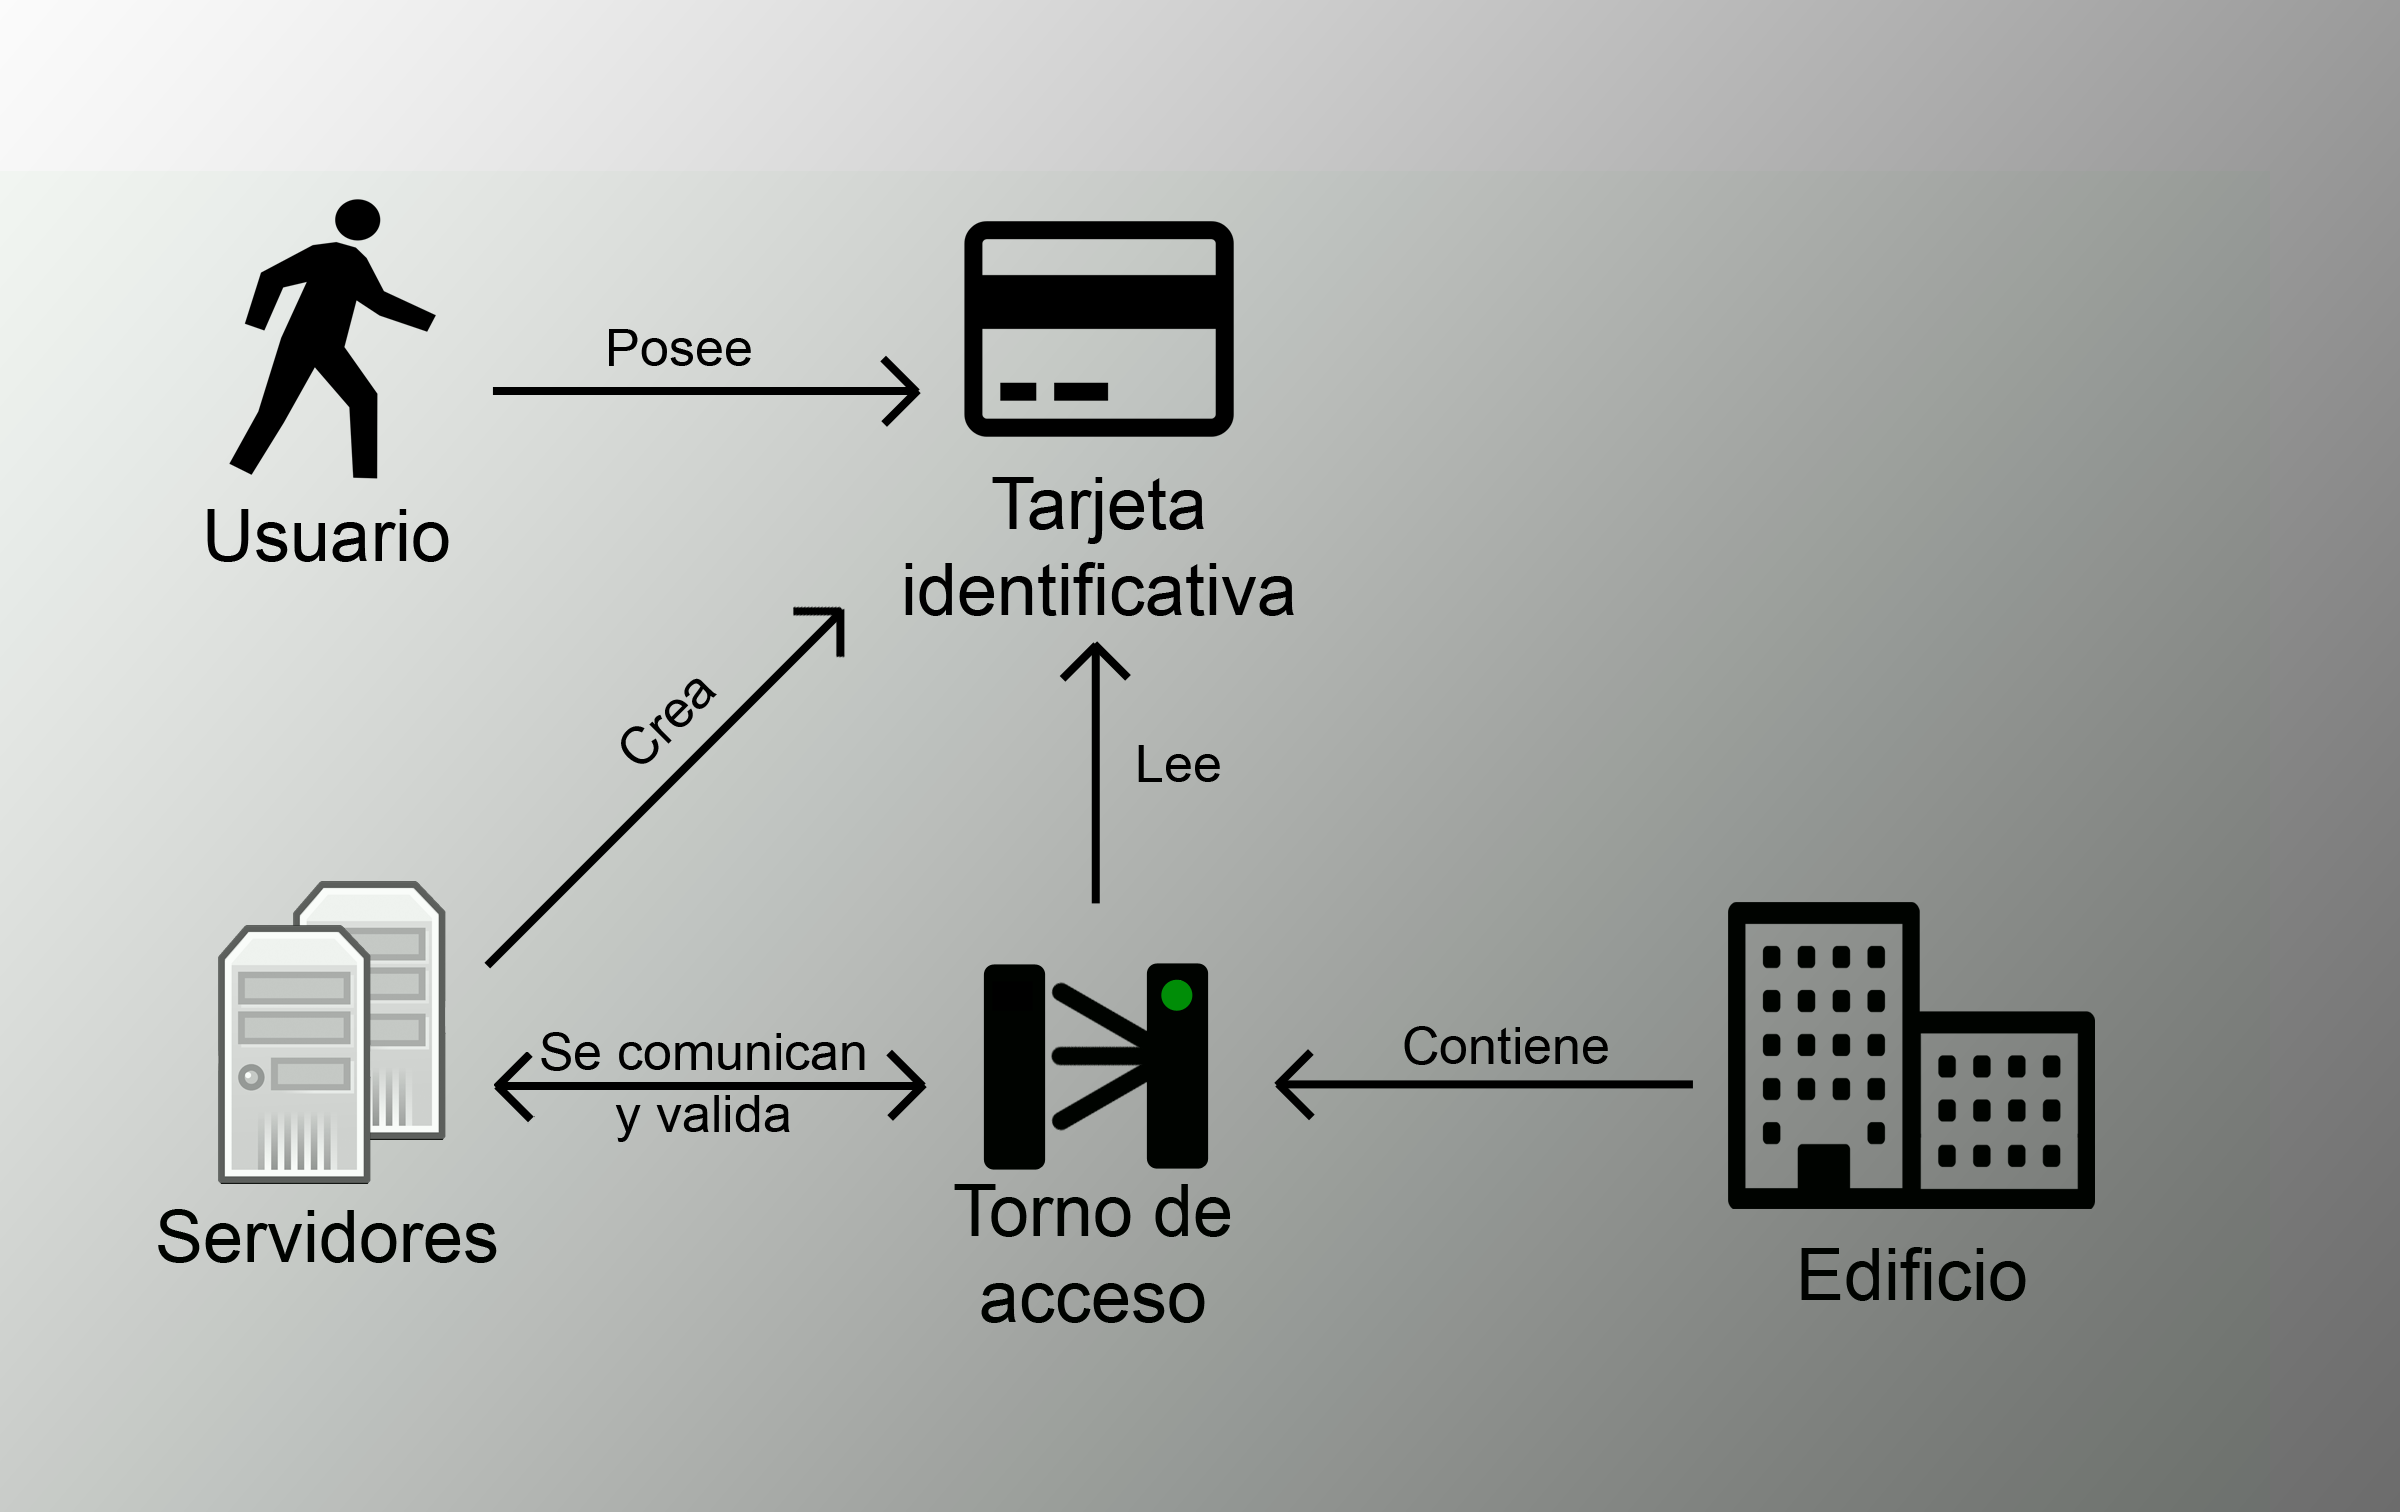 Posee
Usuario
Tarjeta
identificativa
Crea
Lee
Se comunican
y valida
Contiene
Servidores
Torno de
acceso
Edificio